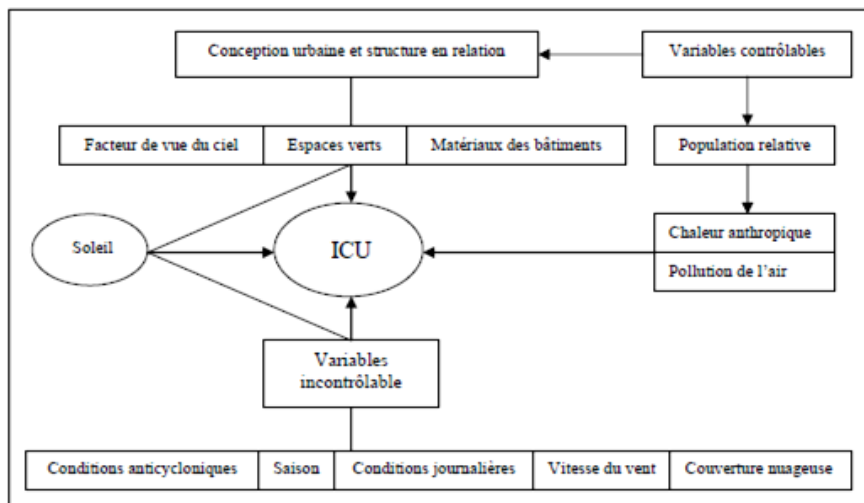 Conception urbaine et structure en relation
Variables contrôlables
Facteur de vue du ciel
Espaces verts
Matériaux des bâtiments
Population relative
Soleil
ICU
Chaleur anthropique
Pollution de l'air
Variables
incontrôlable
Conditions anticycloniques
Saison
Conditions journalières
Vitesse du vent
Couverture nuageuse